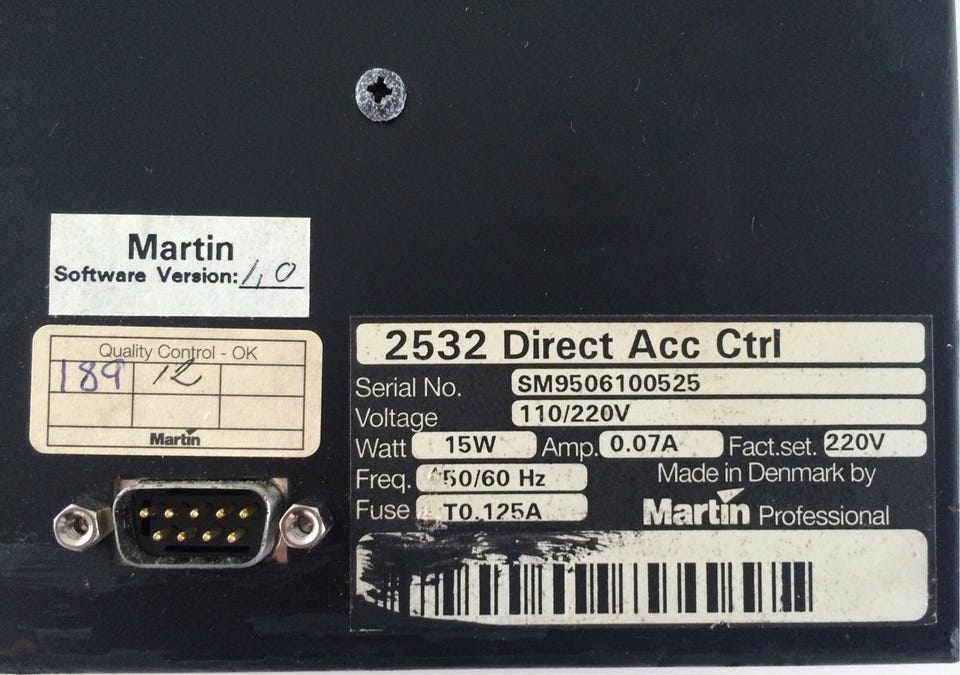 Martin
Software Version: 1,0
Quality Control - OK
189 12
Martin
2532 Direct Acc Ctrl
Serial No. SM9506100525
Voltage 110/220V
Watt 15W Amp. 0.07A Fact.set. 220V
Freq. 50/60 Hz
Made in Denmark by
Fuse T0.125A
Martin Professional